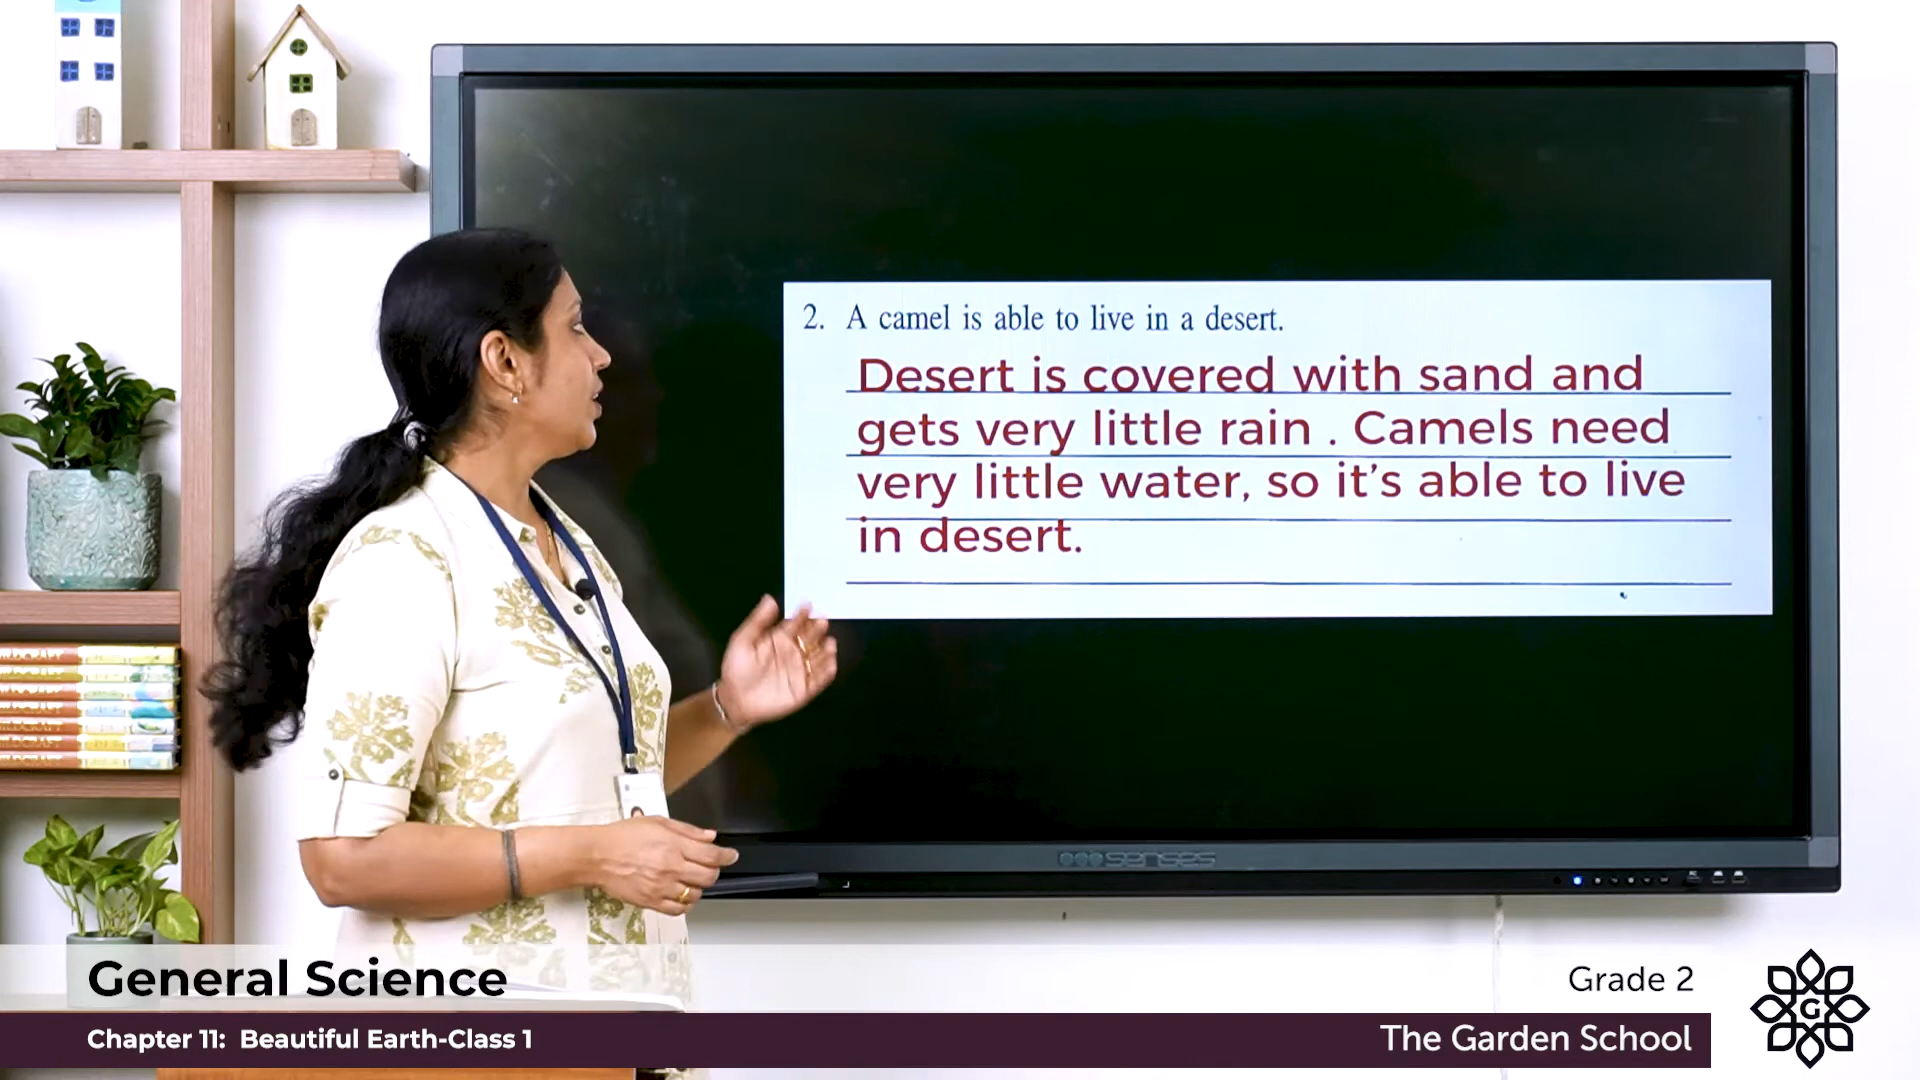 2. A camel is able to live in a desert.
Desert is covered with sand and
gets very little rain . Camels need
very little water, so it's able to live
in desert.
senses
General Science
Grade 2
Chapter 11: Beautiful Earth-Class 1
The Garden School
G